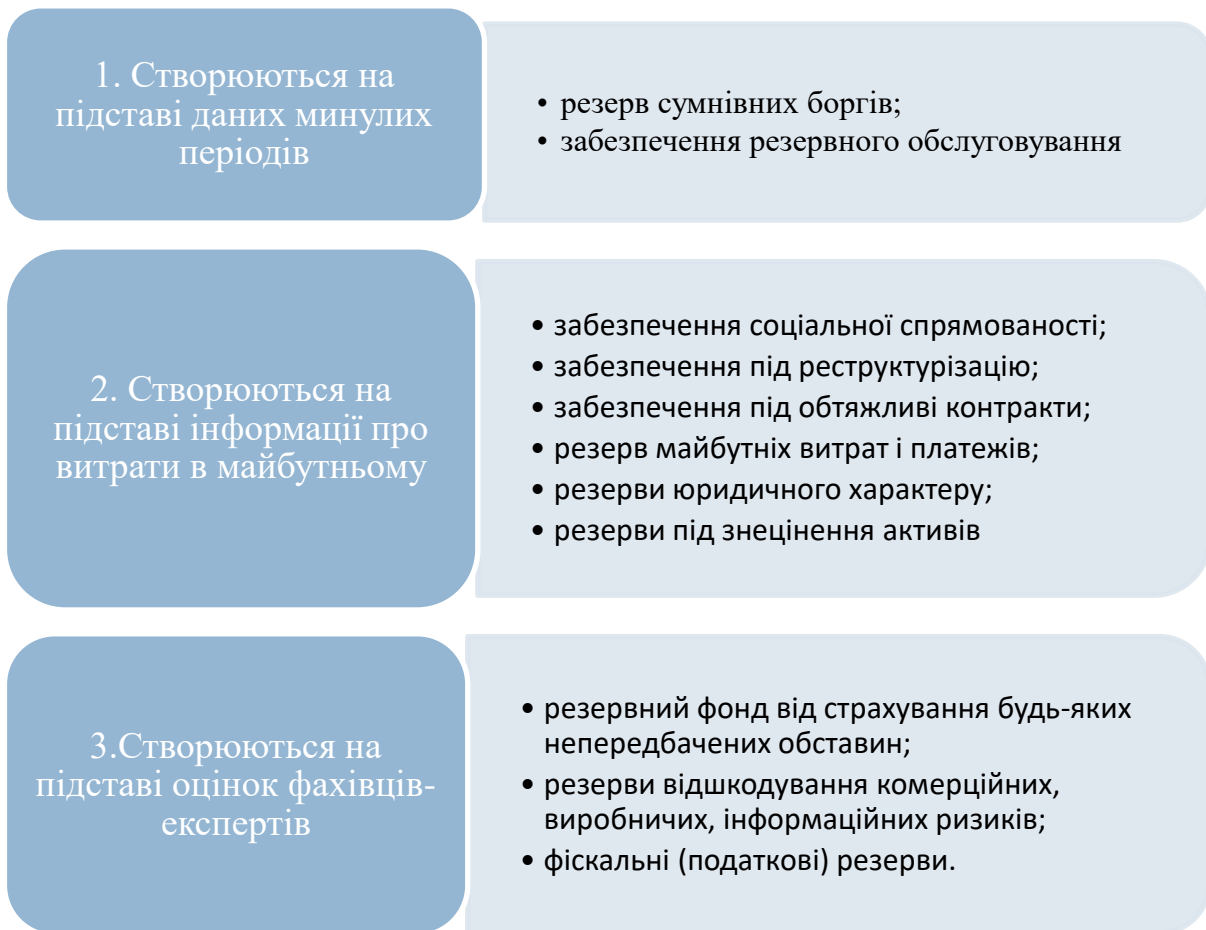 1. Створюються на
підставі даних минулих
періодів
• резерв сумнівних боргів;
• забезпечення резервного обслуговування
2. Створюються на
підставі інформації про
витрати в майбутньому
• забезпечення соціальної спрямованості;
• забезпечення під реструктурізацію;
• забезпечення під обтяжливі контракти;
• резерв майбутніх витрат і платежів;
• резерви юридичного характеру;
• резерви під знецінення активів
3.Створюються на
підставі оцінок фахівців-
експертів
• резервний фонд від страхування будь-яких
непередбачених обставин;
• резерви відшкодування комерційних,
виробничих, інформаційних ризиків;
• фіскальні (податкові) резерви.